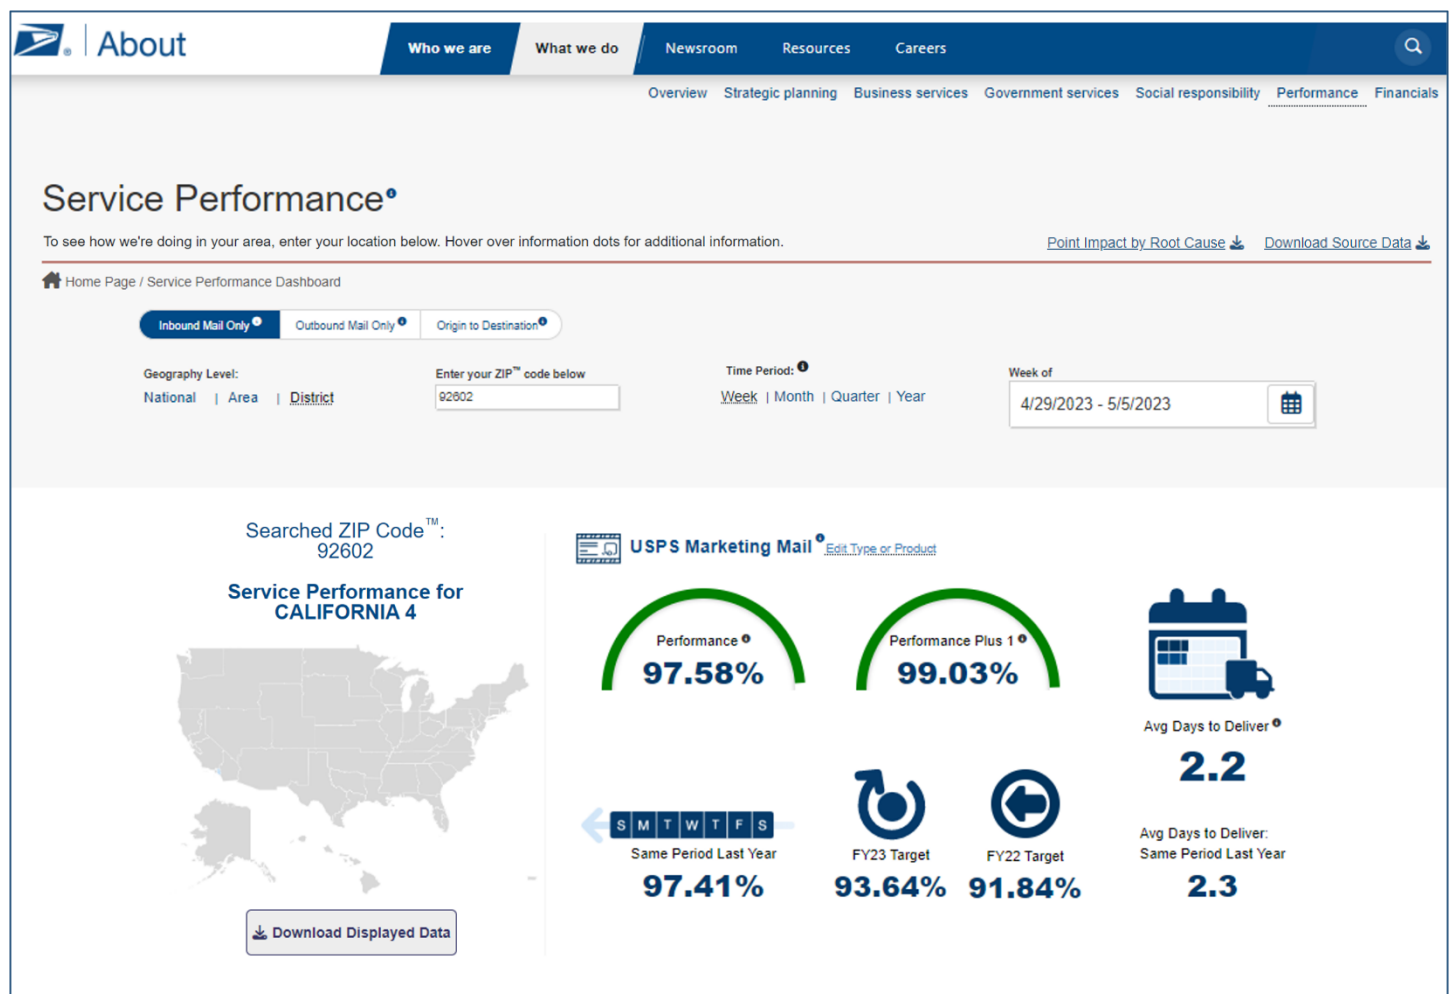 About
Who we are
What we do
Newsroom
Resources
Careers
Overview Strategic planning Business services Government services Social responsibility Performance Financials
Service Performance
To see how we're doing in your area, enter your location below. Hover over information dots for additional information.
Point Impact by Root Cause
Download Source Data
Home Page / Service Performance Dashboard
Inbound Mail Only
Outbound Mail Only
Origin to Destination
Geography Level:
National | Area | District
Enter your ZIP™ code below
92602
Time Period:
Week | Month | Quarter | Year
Week of
4/29/2023 - 5/5/2023
Searched ZIP Code™:
92602
Service Performance for
CALIFORNIA 4
Download Displayed Data
USPS Marketing Mail
Edit Type or Product
Performance
97.58%
Performance Plus 1
99.03%
Avg Days to Deliver
2.2
S M T W T F S
Same Period Last Year
97.41%
FY23 Target
93.64%
FY22 Target
91.84%
Avg Days to Deliver:
Same Period Last Year
2.3